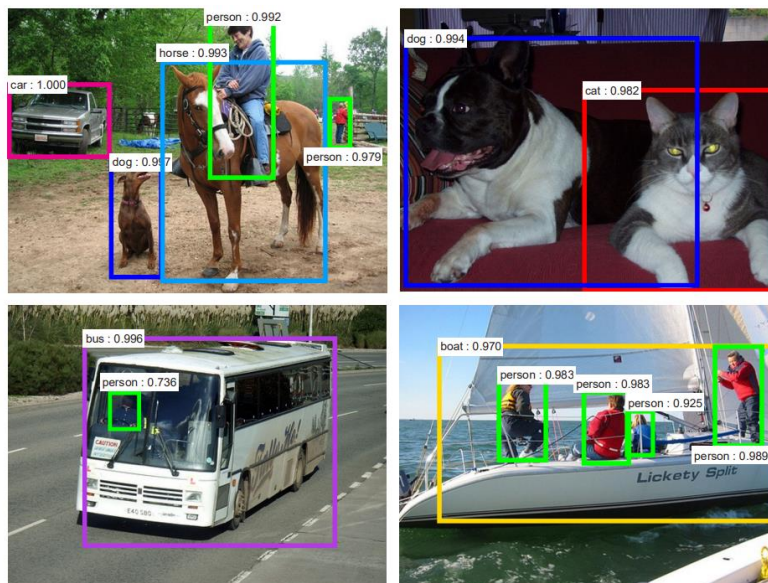 person : 0.992
horse : 0.993
car : 1.000
dog : 0.997
person : 0.979
dog : 0.994
cat : 0.982
bus : 0.996
person : 0.736
CAUTION
boat : 0.970
person : 0.983
person : 0.983
person : 0.925
person : 0.989
Lickety Split